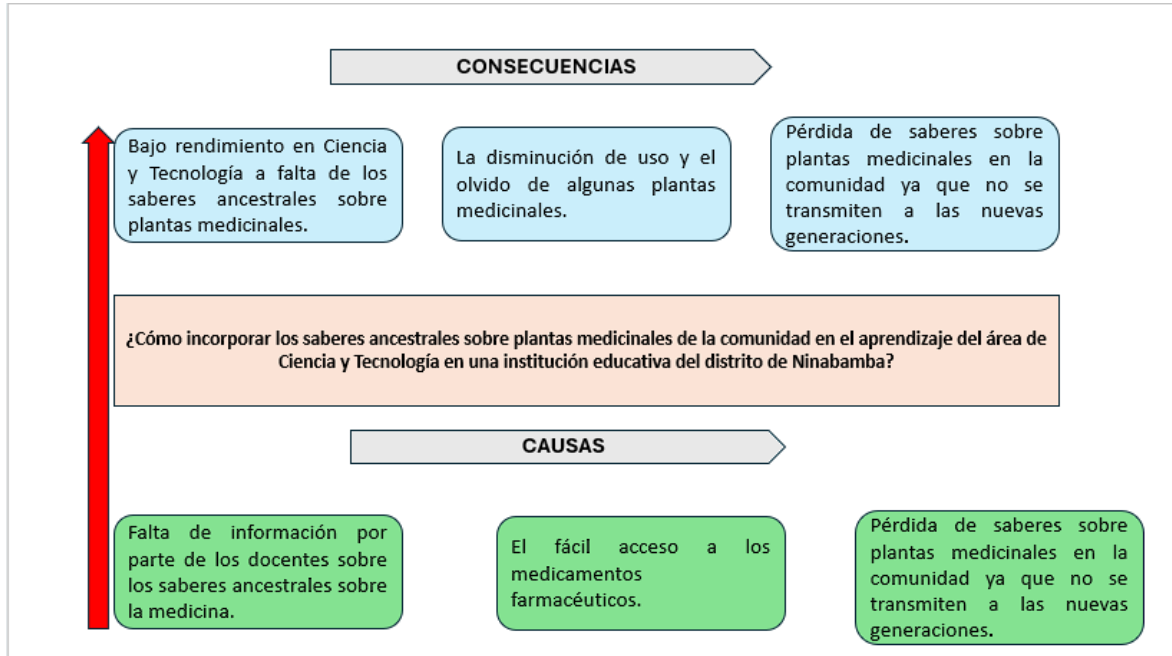 CONSECUENCIAS
Bajo rendimiento en Ciencia
y Tecnología a falta de los
saberes ancestrales sobre
plantas medicinales.
La disminución de uso y el
olvido de algunas plantas
medicinales.
Pérdida de saberes sobre
plantas medicinales en la
comunidad ya que no se
transmiten a las nuevas
generaciones.
¿Cómo incorporar los saberes ancestrales sobre plantas medicinales de la comunidad en el aprendizaje del área de
Ciencia y Tecnología en una institución educativa del distrito de Ninabamba?
CAUSAS
Falta de información por
parte de los docentes sobre
los saberes ancestrales sobre
la medicina.
El fácil acceso a los
medicamentos
farmacéuticos.
Pérdida de saberes sobre
plantas medicinales en la
comunidad ya que no se
transmiten a las nuevas
generaciones.